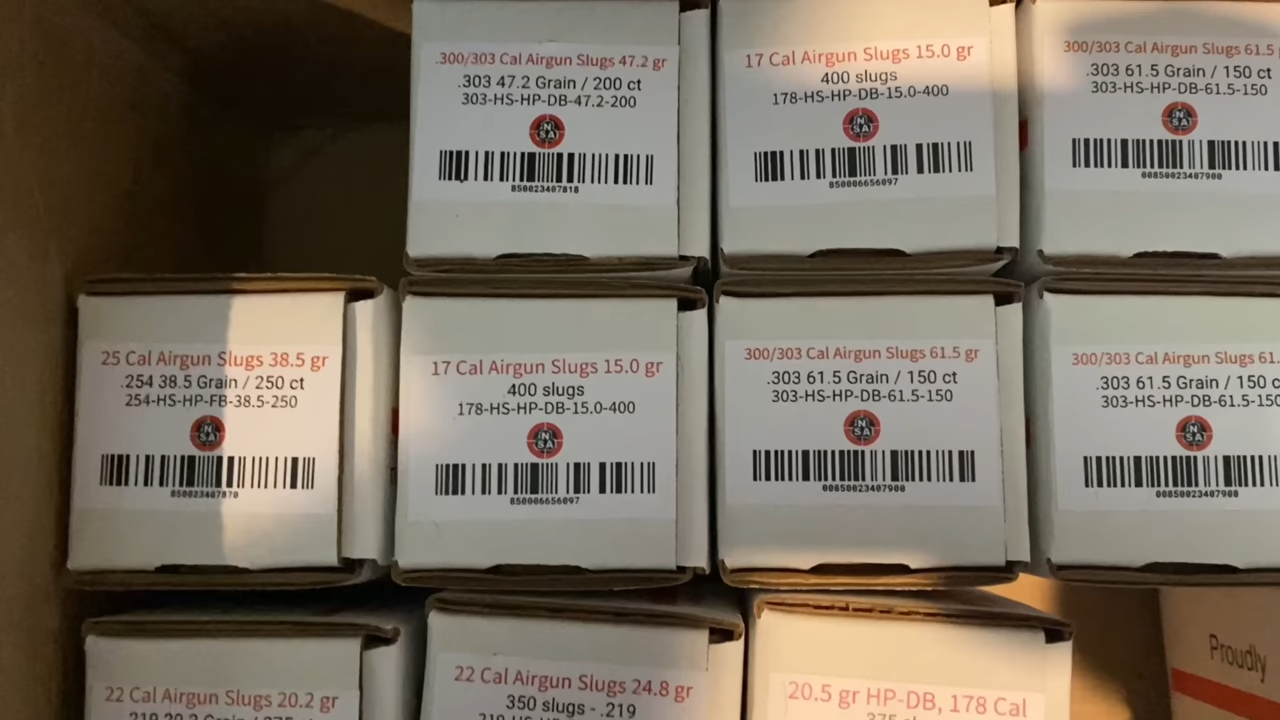 .300/303 Cal Airgun Slugs 47.2 gr
.303 47.2 Grain / 200 ct
303-HS-HP-DB-47.2-200
NSA
850023407818
17 Cal Airgun Slugs 15.0 gr
400 slugs
178-HS-HP-DB-15.0-400
NSA
850006656097
300/303 Cal Airgun Slugs 61.5
.303 61.5 Grain / 150 ct
303-HS-HP-DB-61.5-150
NSA
00850023407900
25 Cal Airgun Slugs 38.5 gr
.254 38.5 Grain / 250 ct
254-HS-HP-FB-38.5-250
NSA
850023407870
17 Cal Airgun Slugs 15.0 gr
400 slugs
178-HS-HP-DB-15.0-400
NSA
850006656097
300/303 Cal Airgun Slugs 61.5 gr
.303 61.5 Grain / 150 ct
303-HS-HP-DB-61.5-150
NSA
00850023407900
300/303 Cal Airgun Slugs 61.
.303 61.5 Grain / 150 c
303-HS-HP-DB-61.5-150
NSA
00850023407900
22 Cal Airgun Slugs 20.2 gr
22 Cal Airgun Slugs 24.8 gr
350 slugs - .219
20.5 gr HP-DB, 178 Cal
Proudly